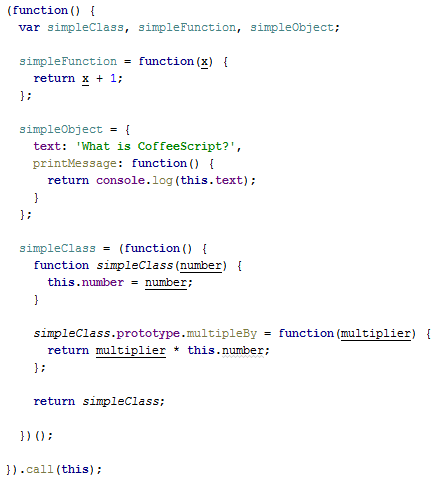 (function() {
  var simpleClass, simpleFunction, simpleObject;

  simpleFunction = function(x) {
    return x + 1;
  };

  simpleObject = {
    text: 'What is CoffeeScript?',
    printMessage: function() {
      return console.log(this.text);
    }
  };

  simpleClass = (function() {
    function simpleClass(number) {
      this.number = number;
    }

    simpleClass.prototype.multipleBy = function(multiplier) {
      return multiplier * this.number;
    };

    return simpleClass;

  })();

}).call(this);